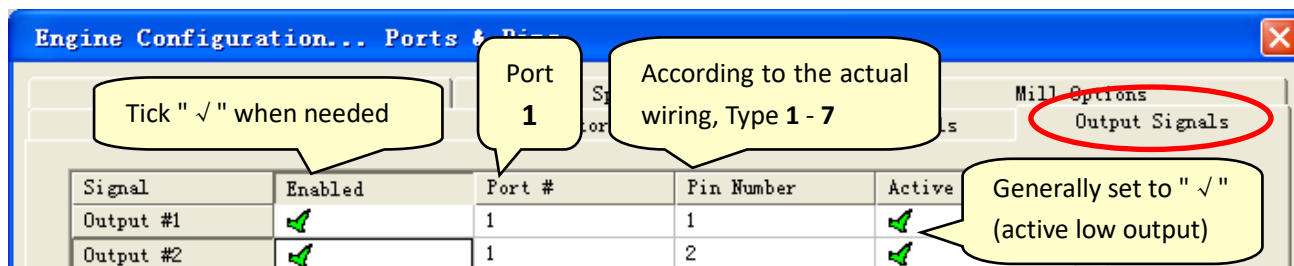 Engine Configuration... Ports &
Port
1
According to the actual
wiring, Type 1 - 7
Tick " √ " when needed
Mill Options
Output Signals
Signal Enabled Port # Pin Number Active
Generally set to " √ "
(active low output)
Output #1 1 1
Output #2 1 2